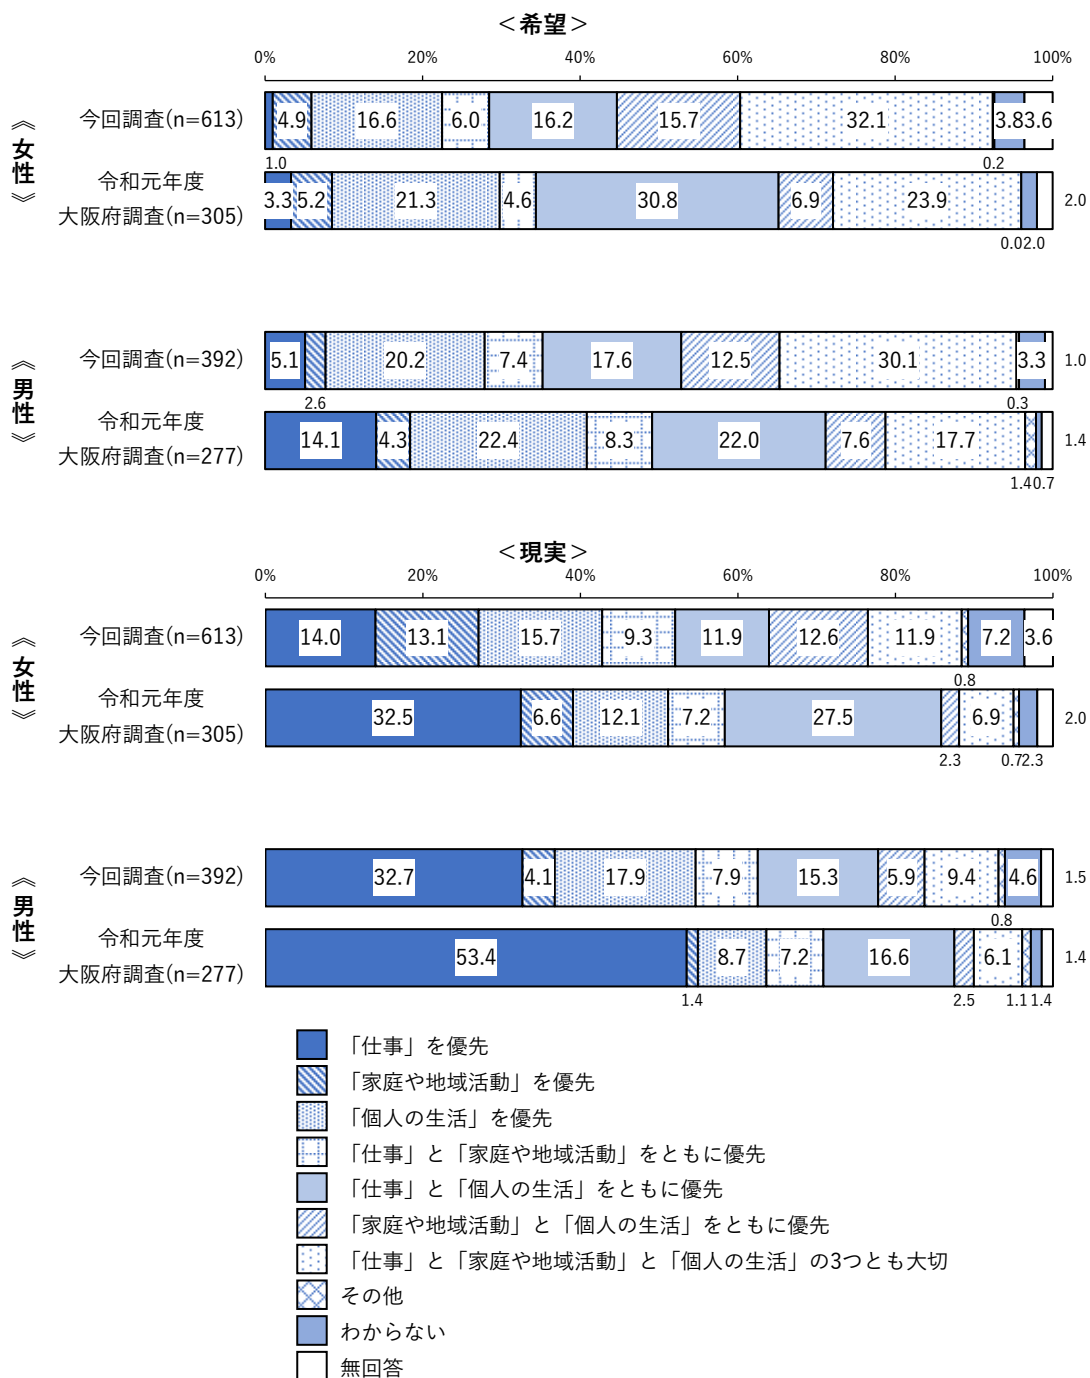 ＜希望＞
0% 20% 40% 60% 80% 100%
《女性》
今回調査(n=613) 4.9 16.6 6.0 16.2 15.7 32.1 3.8 3.6
1.0 0.2
令和元年度
大阪府調査(n=305) 3.3 5.2 21.3 4.6 30.8 6.9 23.9 2.0
0.0 2.0
《男性》
今回調査(n=392) 5.1 20.2 7.4 17.6 12.5 30.1 3.3 1.0
2.6 0.3
令和元年度
大阪府調査(n=277) 14.1 4.3 22.4 8.3 22.0 7.6 17.7 1.4
1.4 0.7
＜現実＞
0% 20% 40% 60% 80% 100%
《女性》
今回調査(n=613) 14.0 13.1 15.7 9.3 11.9 12.6 11.9 7.2 3.6
0.8
令和元年度
大阪府調査(n=305) 32.5 6.6 12.1 7.2 27.5 6.9 2.0
2.3 0.7 2.3
《男性》
今回調査(n=392) 32.7 4.1 17.9 7.9 15.3 5.9 9.4 4.6 1.5
0.8
令和元年度
大阪府調査(n=277) 53.4 8.7 7.2 16.6 6.1 1.4
1.4 2.5 1.1 1.4
「仕事」を優先
「家庭や地域活動」を優先
「個人の生活」を優先
「仕事」と「家庭や地域活動」をともに優先
「仕事」と「個人の生活」をともに優先
「家庭や地域活動」と「個人の生活」をともに優先
「仕事」と「家庭や地域活動」と「個人の生活」の3つとも大切
その他
わからない
無回答